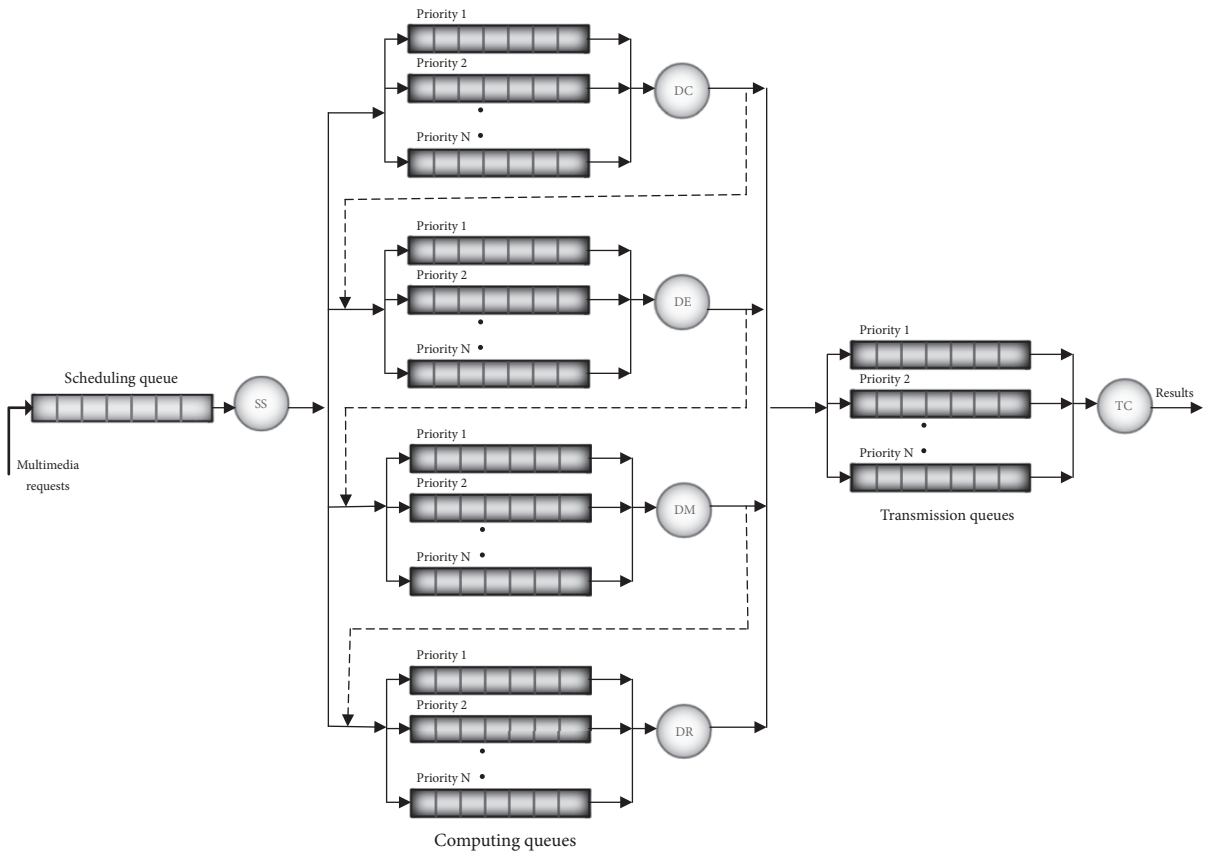 Multimedia
requests
Scheduling queue
SS
Priority 1
Priority 2
Priority N
DC
Priority 1
Priority 2
Priority N
DE
Priority 1
Priority 2
Priority N
DM
Priority 1
Priority 2
Priority N
DR
Computing queues
Priority 1
Priority 2
Priority N
Transmission queues
TC
Results